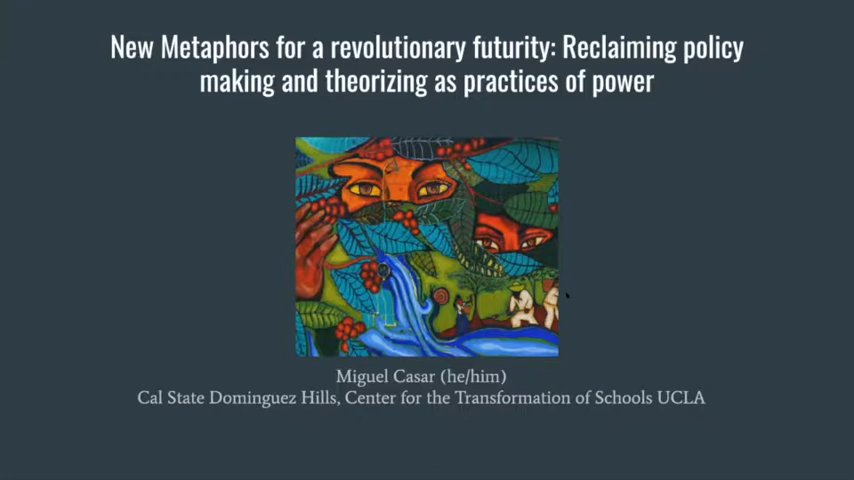 New Metaphors for a revolutionary futurity: Reclaiming policy
making and theorizing as practices of power
Miguel Casar (he/him)
Cal State Dominguez Hills, Center for the Transformation of Schools UCLA